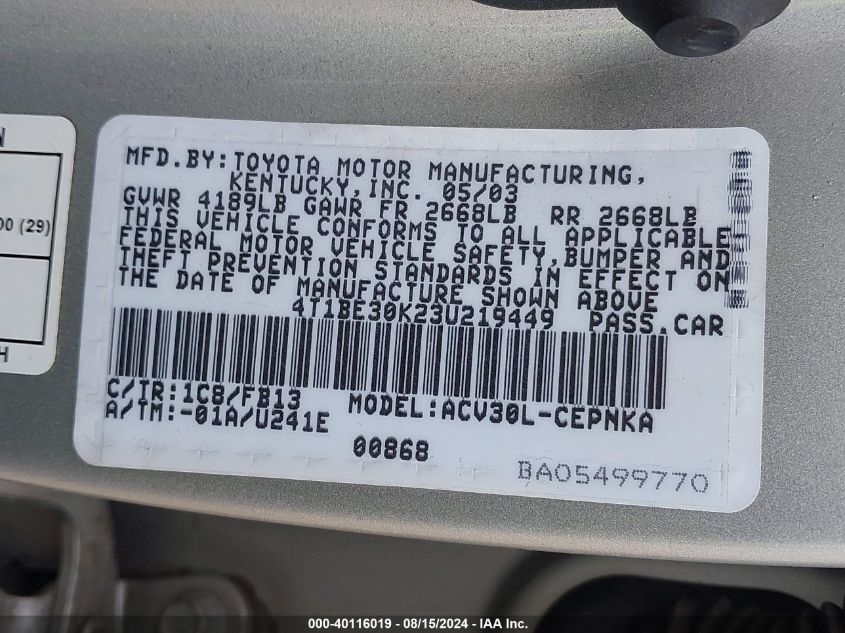 N
00 (29)
H
MFD.BY:TOYOTA MOTOR MANUFACTURING,
KENTUCKY,INC. 05/03
GVWR 4189LB GAWR FR 2668LB RR 2668LB
THIS VEHICLE CONFORMS TO ALL APPLICABLE
FEDERAL MOTOR VEHICLE SAFETY,BUMPER AND
THEFT PREVENTION STANDARDS IN EFFECT ON
THE DATE OF MANUFACTURE SHOWN ABOVE
4T1BE30K23U219449 PASS.CAR
C/TR:1C8/FB13
A/TM:-01A/U241E
MODEL:ACV30L-CEPNKA
00868
BA05499770
000-40116019 - 08/15/2024 - IAA Inc.